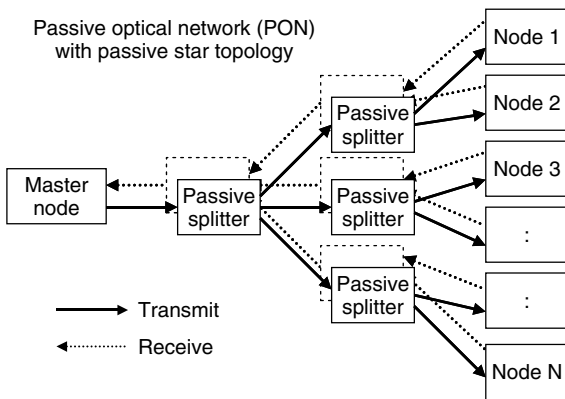 Passive optical network (PON)
with passive star topology
Master
node
Passive
splitter
Passive
splitter
Passive
splitter
Passive
splitter
Node 1
Node 2
Node 3
:
:
Node N
Transmit
Receive